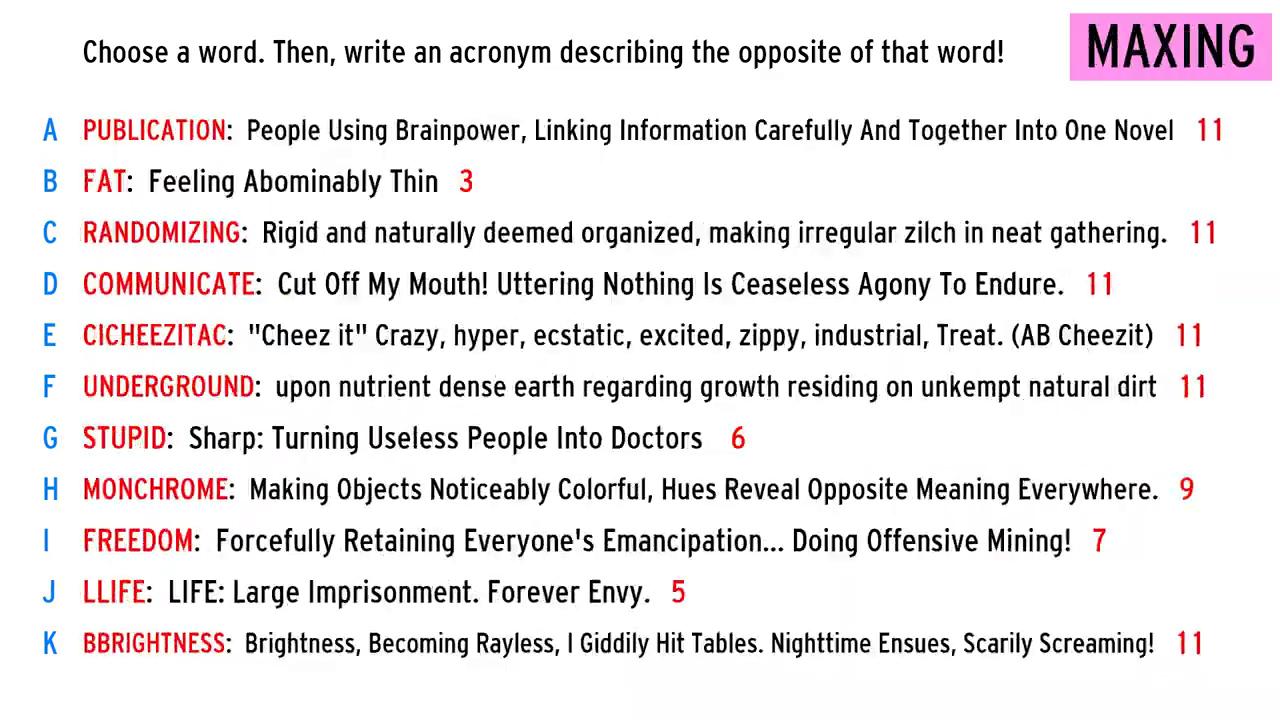 Choose a word. Then, write an acronym describing the opposite of that word! MAXING
A PUBLICATION: People Using Brainpower, Linking Information Carefully And Together Into One Novel 11
B FAT: Feeling Abominably Thin 3
C RANDOMIZING: Rigid and naturally deemed organized, making irregular zilch in neat gathering. 11
D COMMUNICATE: Cut Off My Mouth! Uttering Nothing Is Ceaseless Agony To Endure. 11
E CICHEEZITAC: "Cheez it" Crazy, hyper, ecstatic, excited, zippy, industrial, Treat. (AB Cheezit) 11
F UNDERGROUND: upon nutrient dense earth regarding growth residing on unkempt natural dirt 11
G STUPID: Sharp: Turning Useless People Into Doctors 6
H MONCHROME: Making Objects Noticeably Colorful, Hues Reveal Opposite Meaning Everywhere. 9
I FREEDOM: Forcefully Retaining Everyone's Emancipation... Doing Offensive Mining! 7
J LLIFE: LIFE: Large Imprisonment. Forever Envy. 5
K BBRIGHTNESS: Brightness, Becoming Rayless, I Giddily Hit Tables. Nighttime Ensues, Scarily Screaming! 11